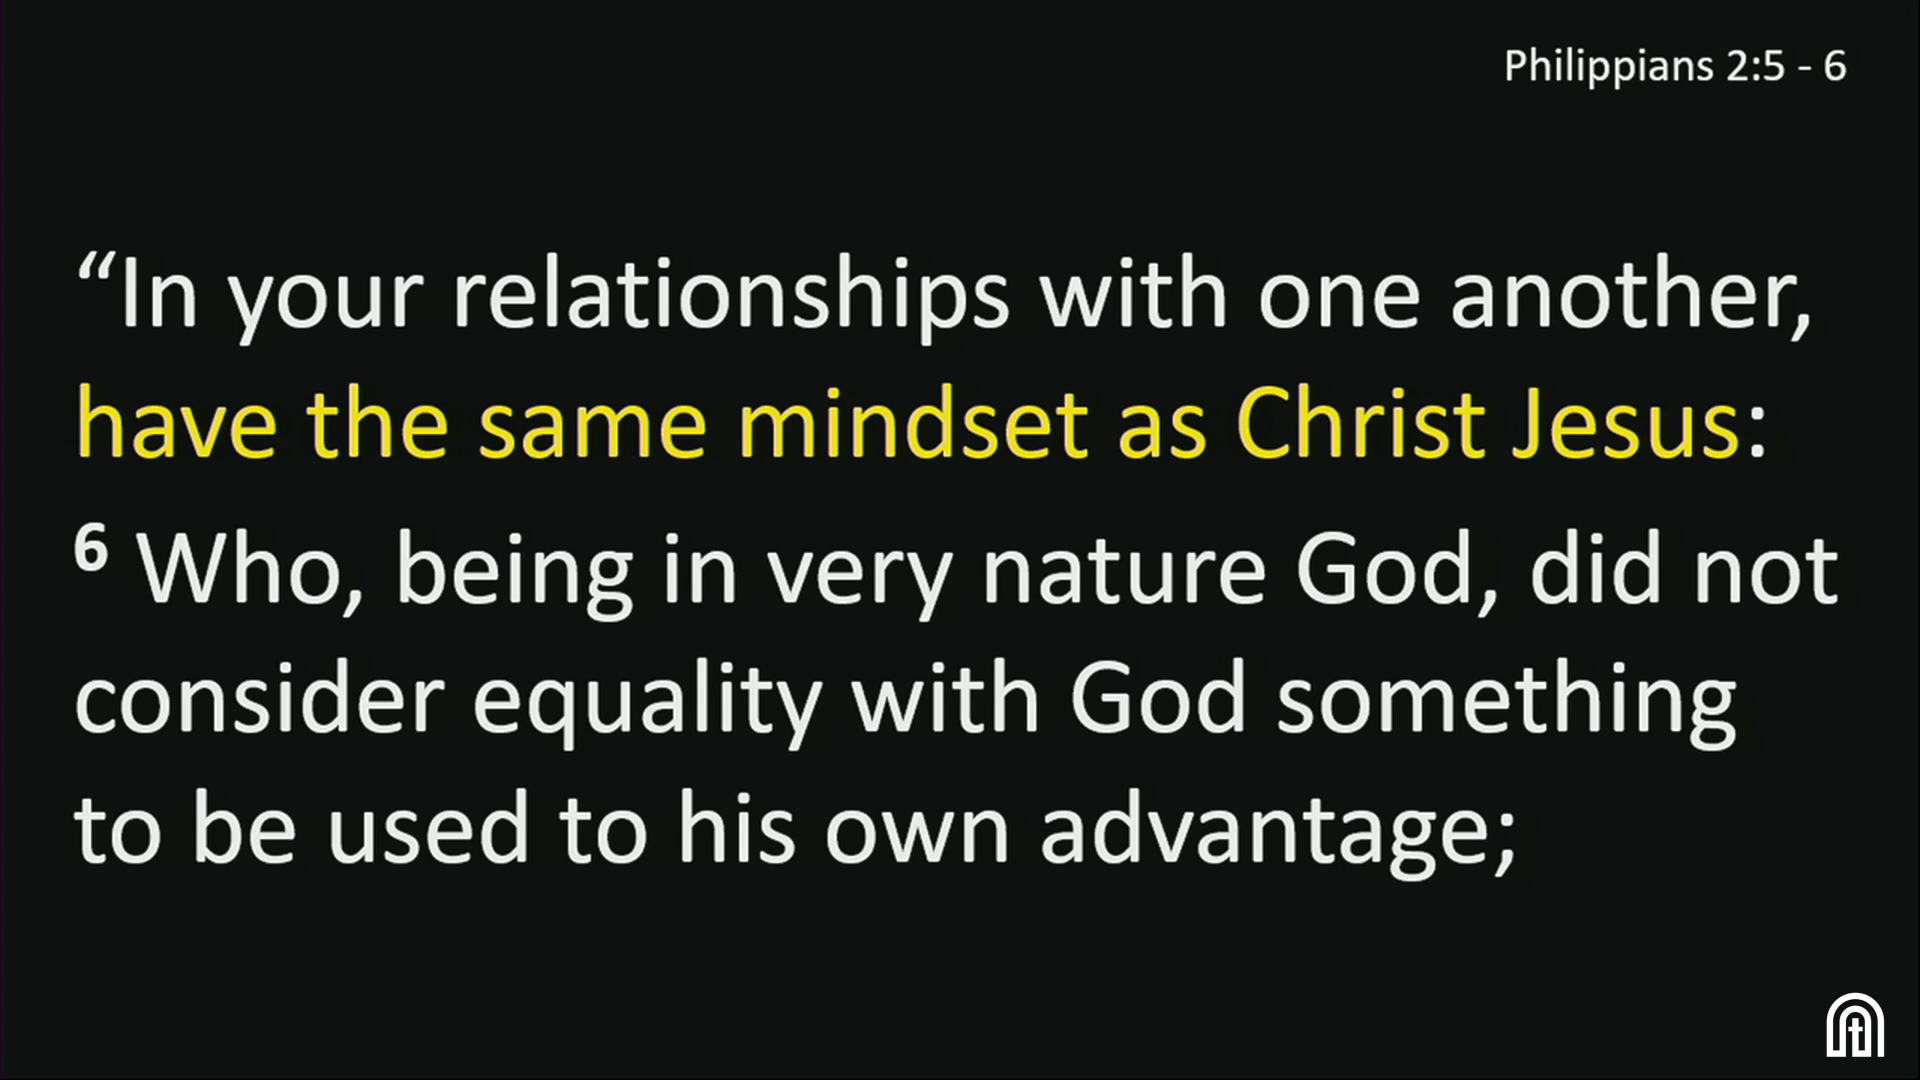 Philippians 2:5 - 6
“In your relationships with one another,
have the same mindset as Christ Jesus:
6 Who, being in very nature God, did not
consider equality with God something
to be used to his own advantage;